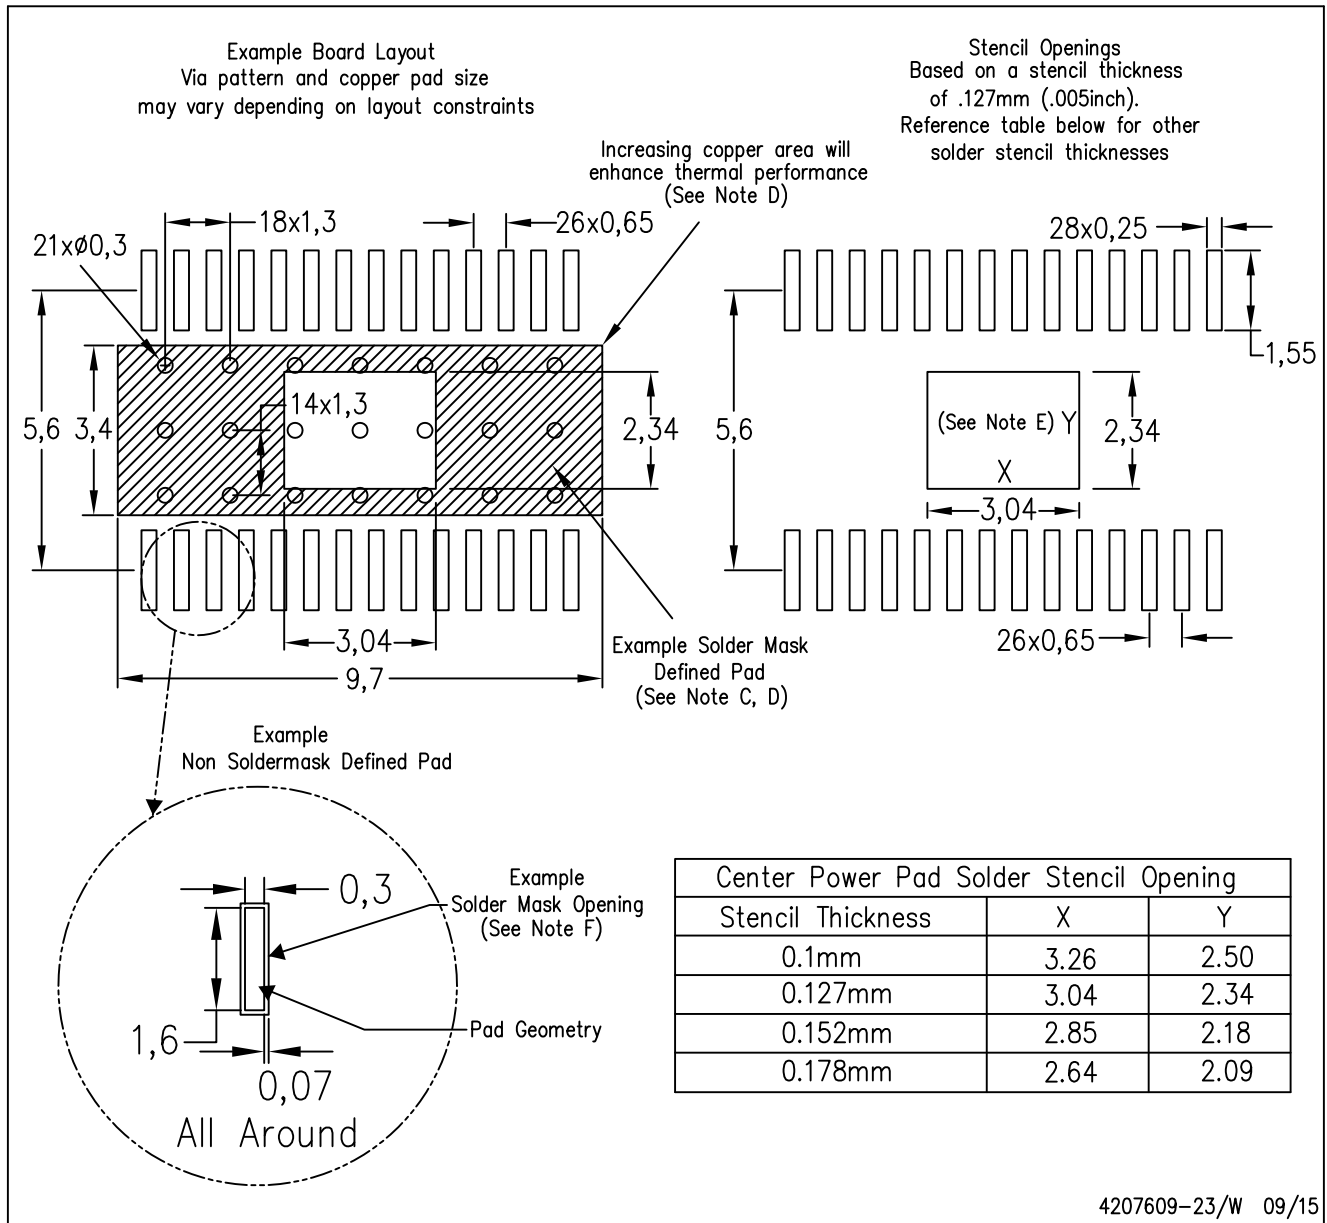 Example Board Layout
Via pattern and copper pad size
may vary depending on layout constraints
Stencil Openings
Based on a stencil thickness
of .127mm (.005inch).
Reference table below for other
solder stencil thicknesses
Increasing copper area will
enhance thermal performance
(See Note D)
18x1,3
26x0,65
21xø0,3
28x0,25
1,55
14x1,3
5,6
3,4
2,34
5,6
(See Note E) Y
X
2,34
3,04
3,04
9,7
Example Solder Mask
Defined Pad
(See Note C, D)
26x0,65
Example
Non Soldermask Defined Pad
0,3
Example
Solder Mask Opening
(See Note F)
1,6
Pad Geometry
0,07
All Around
Center Power Pad Solder Stencil Opening
Stencil Thickness X Y
0.1mm 3.26 2.50
0.127mm 3.04 2.34
0.152mm 2.85 2.18
0.178mm 2.64 2.09
4207609-23/W 09/15